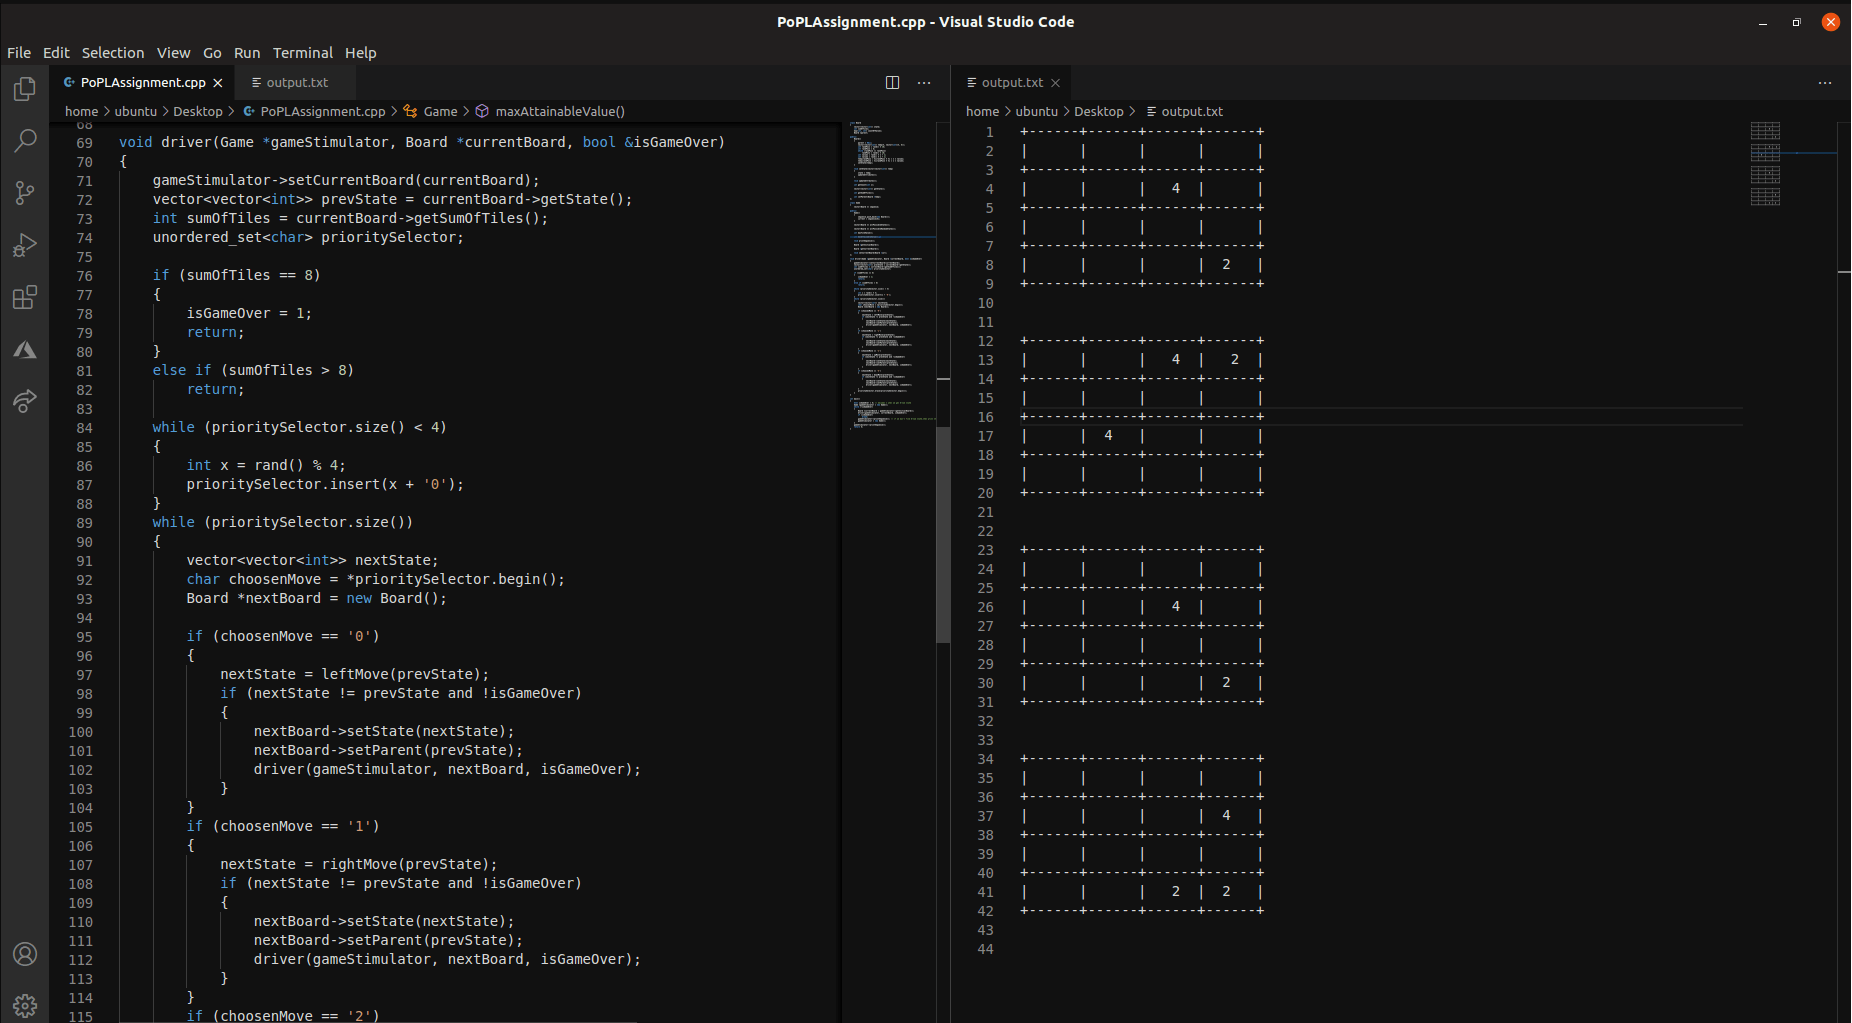 PoPLAssignment.cpp - Visual Studio Code
File Edit Selection View Go Run Terminal Help
PoPLAssignment.cpp
output.txt
home > ubuntu > Desktop > PoPLAssignment.cpp > Game > maxAttainableValue()
68
69 void driver(Game *gameStimulator, Board *currentBoard, bool &isGameOver)
70 {
71     gameStimulator->setCurrentBoard(currentBoard);
72     vector<vector<int>> prevState = currentBoard->getState();
73     int sumOfTiles = currentBoard->getSumOfTiles();
74     unordered_set<char> prioritySelector;
75
76     if (sumOfTiles == 8)
77     {
78         isGameOver = 1;
79         return;
80     }
81     else if (sumOfTiles > 8)
82         return;
83
84     while (prioritySelector.size() < 4)
85     {
86         int x = rand() % 4;
87         prioritySelector.insert(x + '0');
88     }
89     while (prioritySelector.size())
90     {
91         vector<vector<int>> nextState;
92         char choosenMove = *prioritySelector.begin();
93         Board *nextBoard = new Board();
94
95         if (choosenMove == '0')
96         {
97             nextState = leftMove(prevState);
98             if (nextState != prevState and !isGameOver)
99             {
100                 nextBoard->setState(nextState);
101                 nextBoard->setParent(prevState);
102                 driver(gameStimulator, nextBoard, isGameOver);
103             }
104         }
105         if (choosenMove == '1')
106         {
107             nextState = rightMove(prevState);
108             if (nextState != prevState and !isGameOver)
109             {
110                 nextBoard->setState(nextState);
111                 nextBoard->setParent(prevState);
112                 driver(gameStimulator, nextBoard, isGameOver);
113             }
114         }
115         if (choosenMove == '2')
output.txt
home > ubuntu > Desktop > output.txt
1 +------+------+------+------+
2 |      |      |      |      |
3 +------+------+------+------+
4 |      |      |   4  |      |
5 +------+------+------+------+
6 |      |      |      |      |
7 +------+------+------+------+
8 |      |      |      |  2   |
9 +------+------+------+------+
10
11
12 +------+------+------+------+
13 |      |      |   4  |   2  |
14 +------+------+------+------+
15 |      |      |      |      |
16 +------+------+------+------+
17 |      |  4   |      |      |
18 +------+------+------+------+
19 |      |      |      |      |
20 +------+------+------+------+
21
22
23 +------+------+------+------+
24 |      |      |      |      |
25 +------+------+------+------+
26 |      |      |   4  |      |
27 +------+------+------+------+
28 |      |      |      |      |
29 +------+------+------+------+
30 |      |      |      |  2   |
31 +------+------+------+------+
32
33
34 +------+------+------+------+
35 |      |      |      |      |
36 +------+------+------+------+
37 |      |      |      |  4   |
38 +------+------+------+------+
39 |      |      |      |      |
40 +------+------+------+------+
41 |      |      |   2  |  2   |
42 +------+------+------+------+
43
44